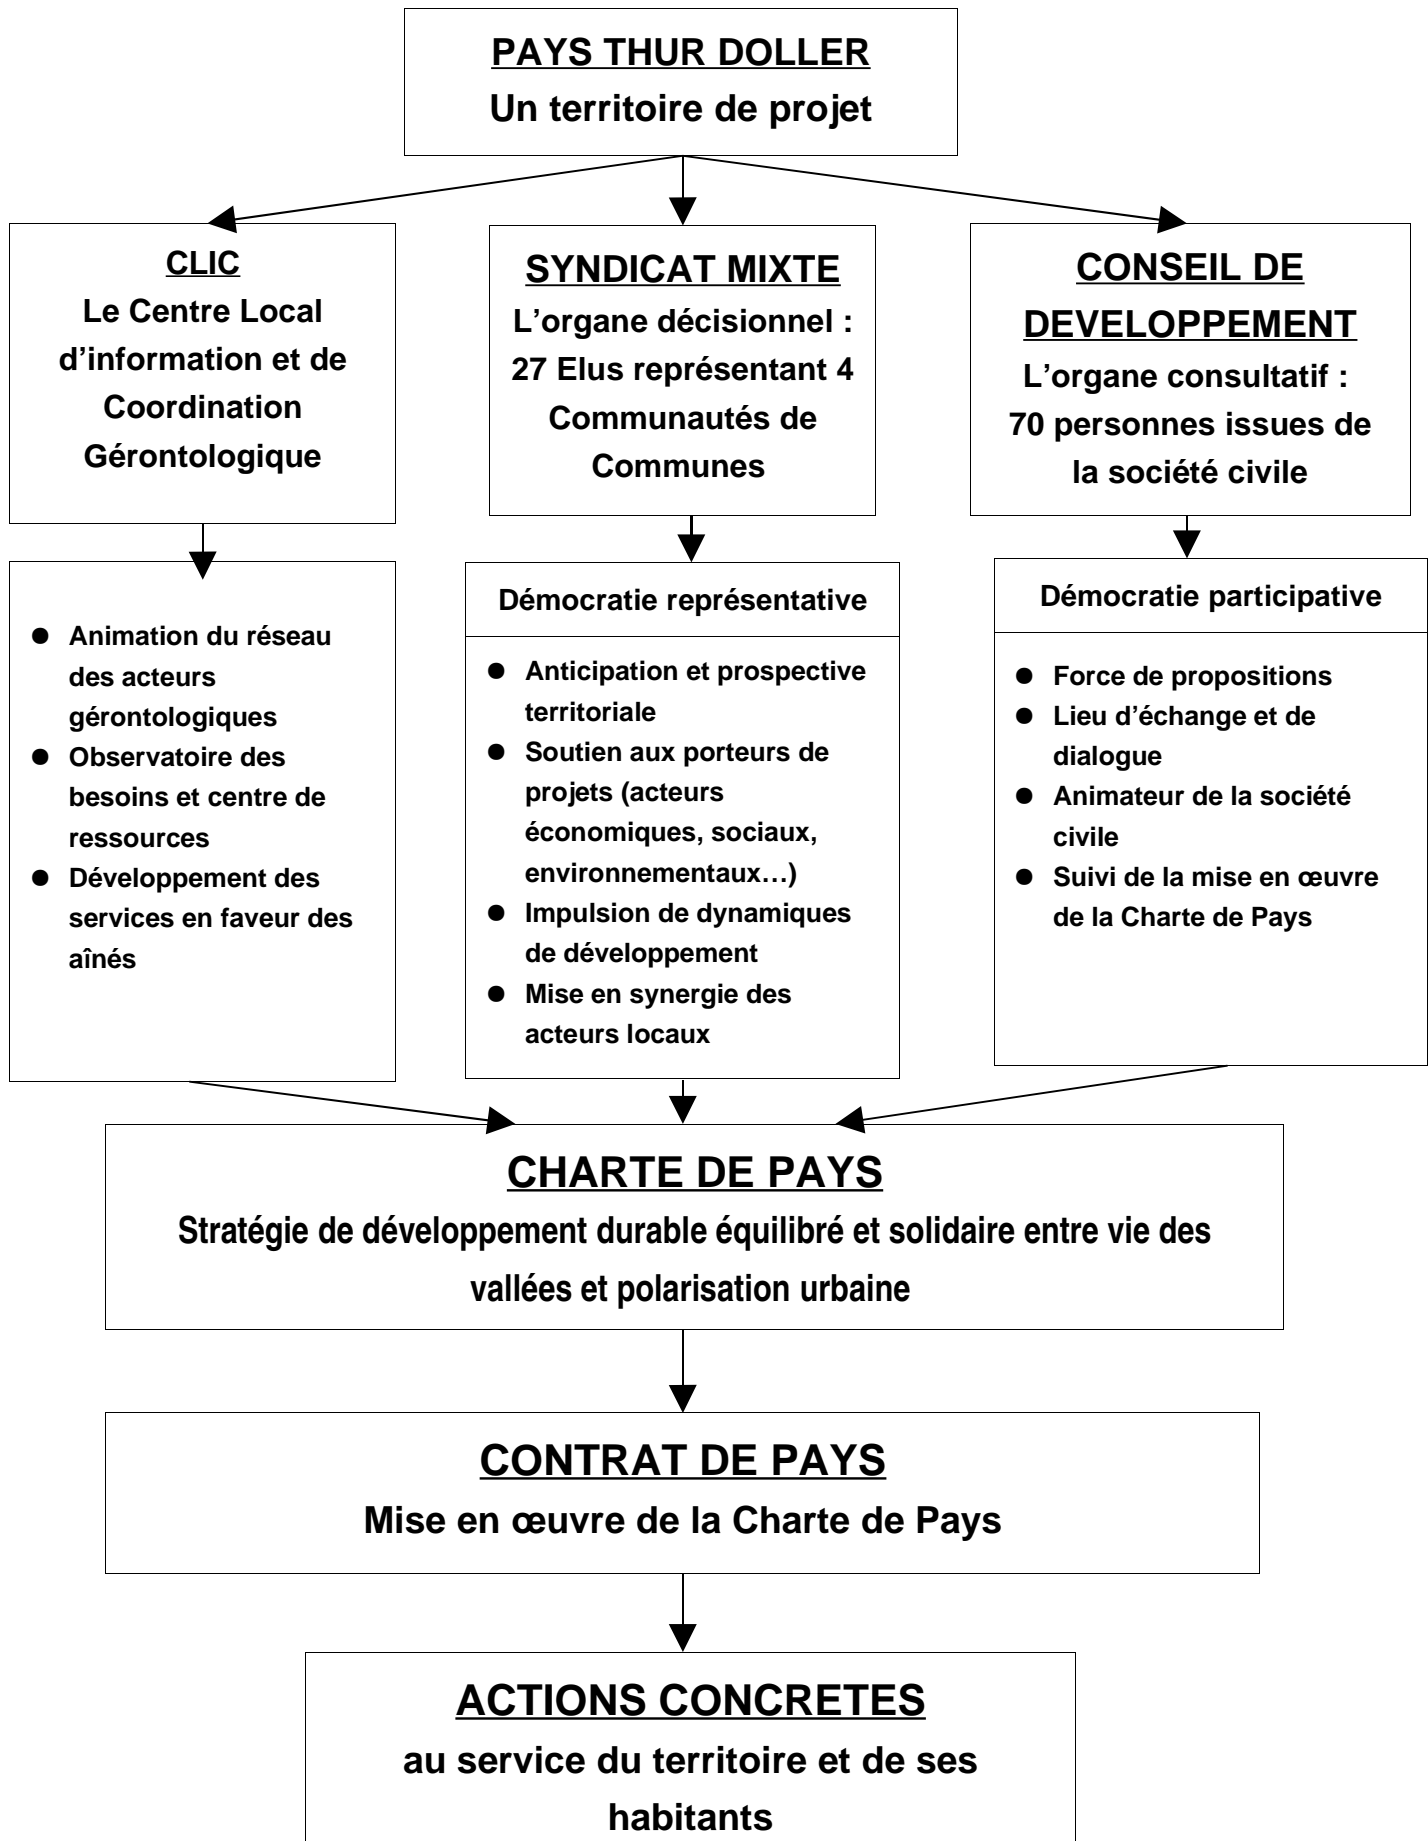 PAYS THUR DOLLER
Un territoire de projet
CLIC
Le Centre Local
d’information et de
Coordination
Gérontologique
SYNDICAT MIXTE
L’organe décisionnel :
27 Elus représentant 4
Communautés de
Communes
CONSEIL DE
DEVELOPPEMENT
L’organe consultatif :
70 personnes issues de
la société civile
● Animation du réseau
des acteurs
gérontologiques
● Observatoire des
besoins et centre de
ressources
● Développement des
services en faveur des
aînés
Démocratie représentative
● Anticipation et prospective
territoriale
● Soutien aux porteurs de
projets (acteurs
économiques, sociaux,
environnementaux…)
● Impulsion de dynamiques
de développement
● Mise en synergie des
acteurs locaux
Démocratie participative
● Force de propositions
● Lieu d’échange et de
dialogue
● Animateur de la société
civile
● Suivi de la mise en œuvre
de la Charte de Pays
CHARTE DE PAYS
Stratégie de développement durable équilibré et solidaire entre vie des
vallées et polarisation urbaine
CONTRAT DE PAYS
Mise en œuvre de la Charte de Pays
ACTIONS CONCRETES
au service du territoire et de ses
habitants